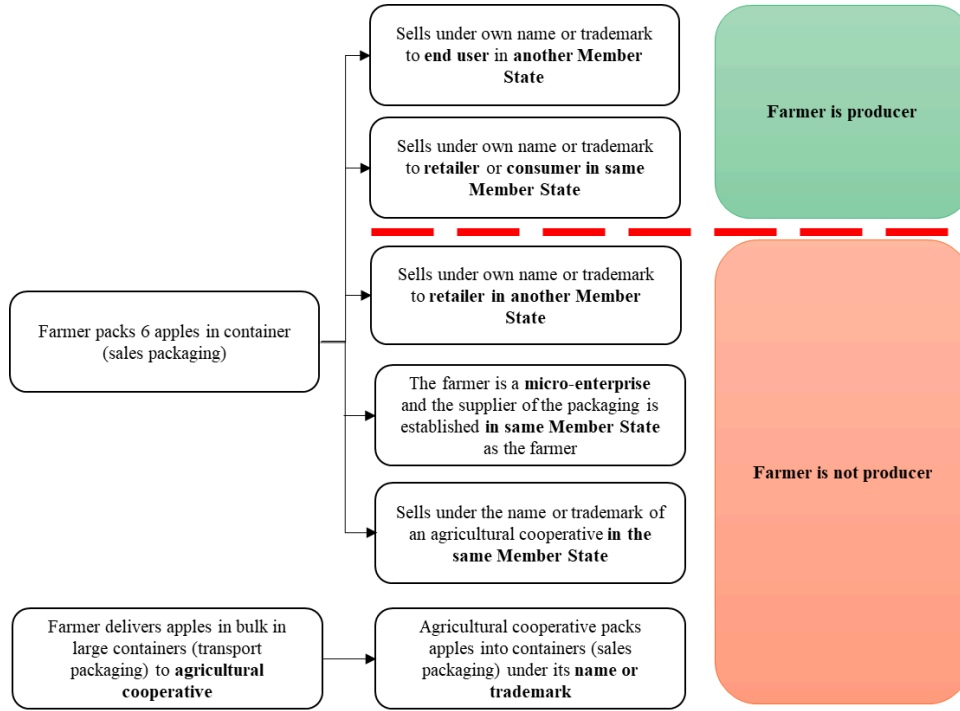 Sells under own name or trademark
to end user in another Member
State
Farmer is producer
Sells under own name or trademark
to retailer or consumer in same
Member State
Sells under own name or trademark
to retailer in another Member
State
Farmer packs 6 apples in container
(sales packaging)
The farmer is a micro-enterprise
and the supplier of the packaging is
established in same Member State
as the farmer
Farmer is not producer
Sells under the name or trademark of
an agricultural cooperative in the
same Member State
Farmer delivers apples in bulk in
large containers (transport
packaging) to agricultural
cooperative
Agricultural cooperative packs
apples into containers (sales
packaging) under its name or
trademark